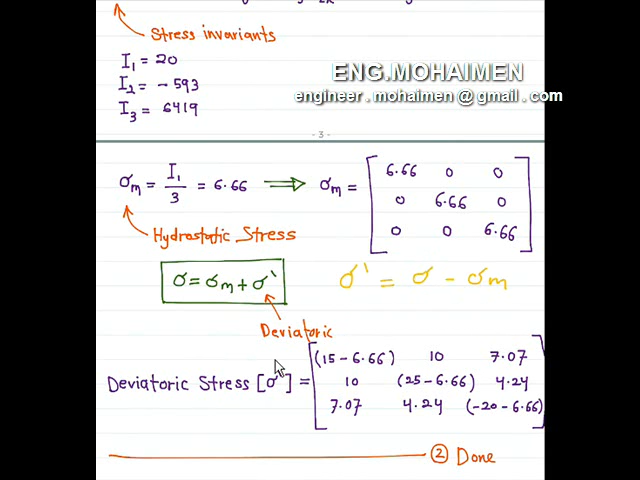 Stress invariants
I1 = 20
I2 = -593
I3 = 6419
ENG.MOHAIMEN
engineer . mohaimen @ gmail . com
- 3 -
σm = I1/3 = 6.66 ⟹ σm = [6.66 0 0
0 6.66 0
0 0 6.66]
Hydrostatic Stress
σ = σm + σ'
σ' = σ - σm
Deviatoric
Deviatoric Stress [σ'] = [(15-6.66) 10 7.07
10 (25-6.66) 4.24
7.07 4.24 (-20-6.66)]
2 Done